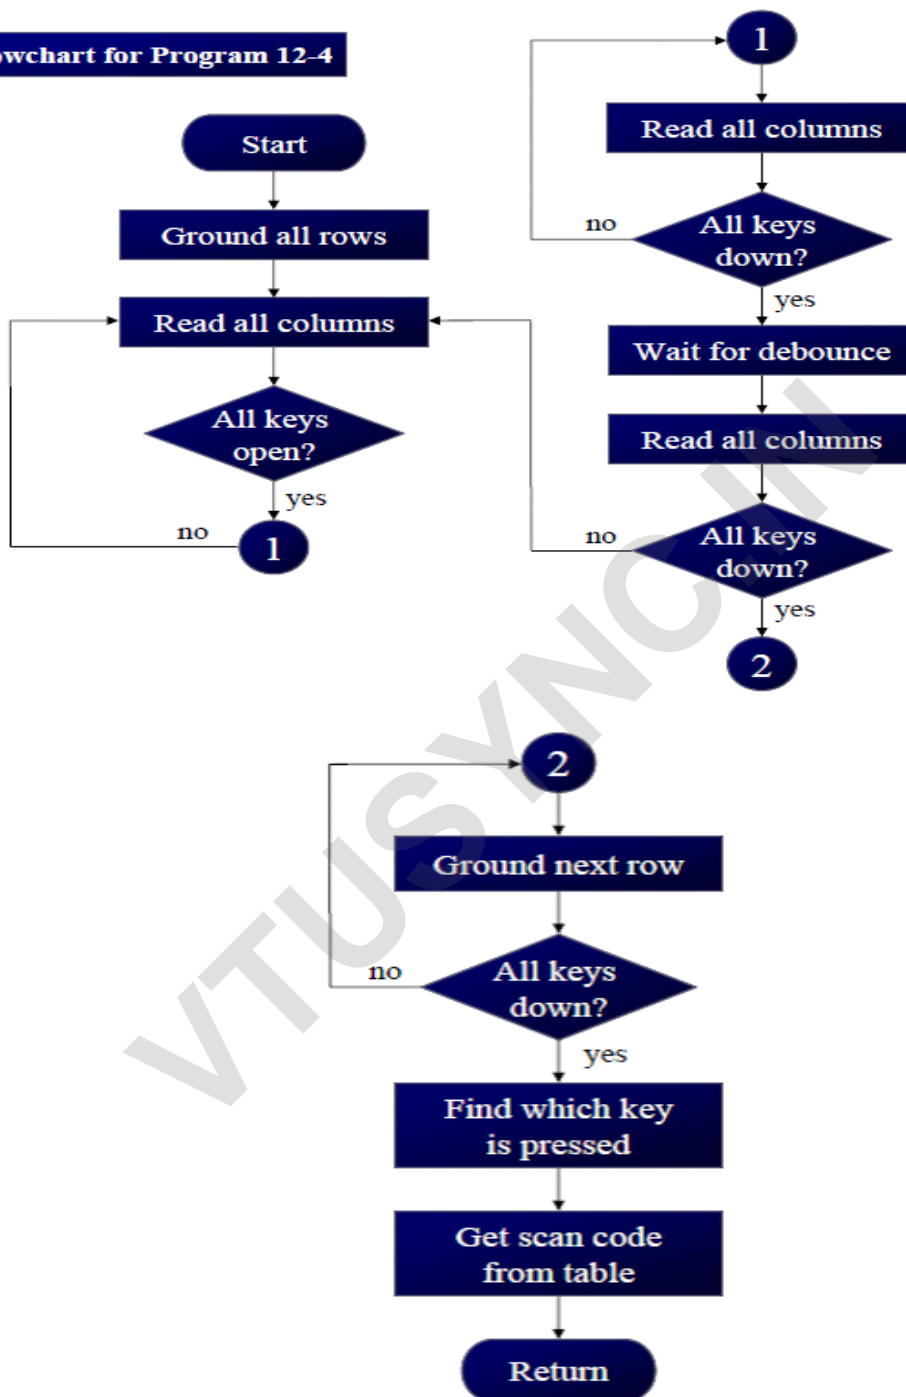 owchart for Program 12-4
Start
Ground all rows
Read all columns
All keys
open?
yes
no
1
1
Read all columns
All keys
down?
no
yes
Wait for debounce
Read all columns
All keys
down?
no
yes
2
2
Ground next row
All keys
down?
no
yes
Find which key
is pressed
Get scan code
from table
Return
VTUSYNC.IN